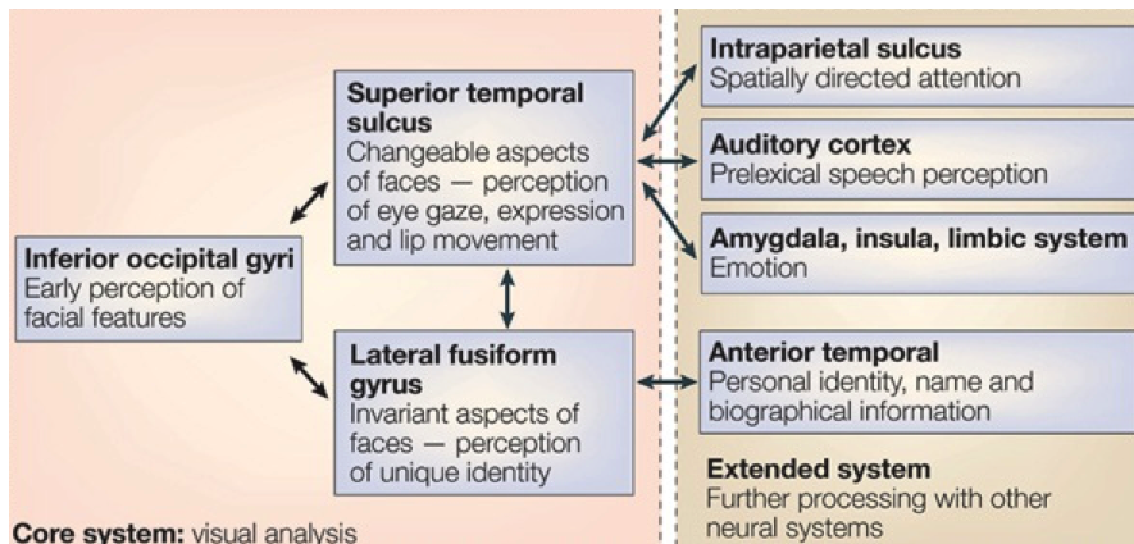 Inferior occipital gyri
Early perception of
facial features
Superior temporal
sulcus
Changeable aspects
of faces — perception
of eye gaze, expression
and lip movement
Lateral fusiform
gyrus
Invariant aspects of
faces — perception
of unique identity
Core system: visual analysis
Intraparietal sulcus
Spatially directed attention
Auditory cortex
Prelexical speech perception
Amygdala, insula, limbic system
Emotion
Anterior temporal
Personal identity, name and
biographical information
Extended system
Further processing with other
neural systems